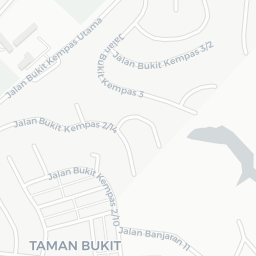 Jalan Bukit Kempas Utama
Jalan Bukit Kempas 3/2
Jalan Bukit Kempas 3
Jalan Bukit Kempas 2/14
Jalan Bukit Kempas 2/10
Jalan Banjaran 11
TAMAN BUKIT